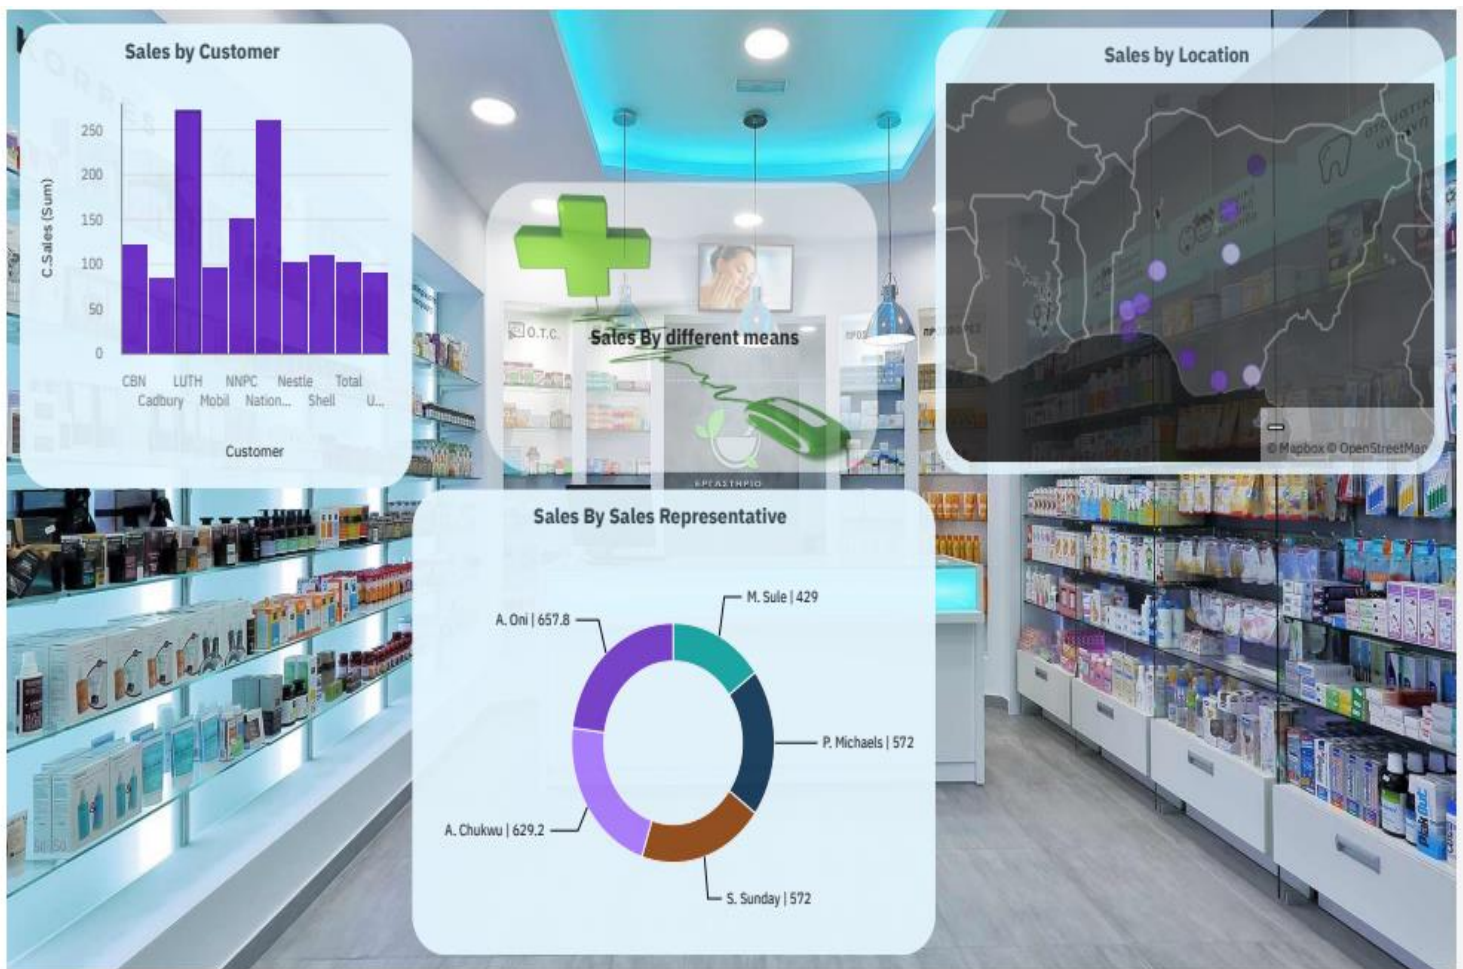 Sales by Customer
C.Sales (Sum)
250
200
150
100
50
0
CBN
LUTH
NNPC
Nestle
Total
Cadbury
Mobil
Nation...
Shell
U...
Customer
KORRES
Sales By different means
O.T.C.
ΕΡΓΑΣΤΗΡΙΟ
Sales by Location
© Mapbox © OpenStreetMap
Sales By Sales Representative
M. Sule | 429
A. Oni | 657.8
P. Michaels | 572
A. Chukwu | 629.2
S. Sunday | 572